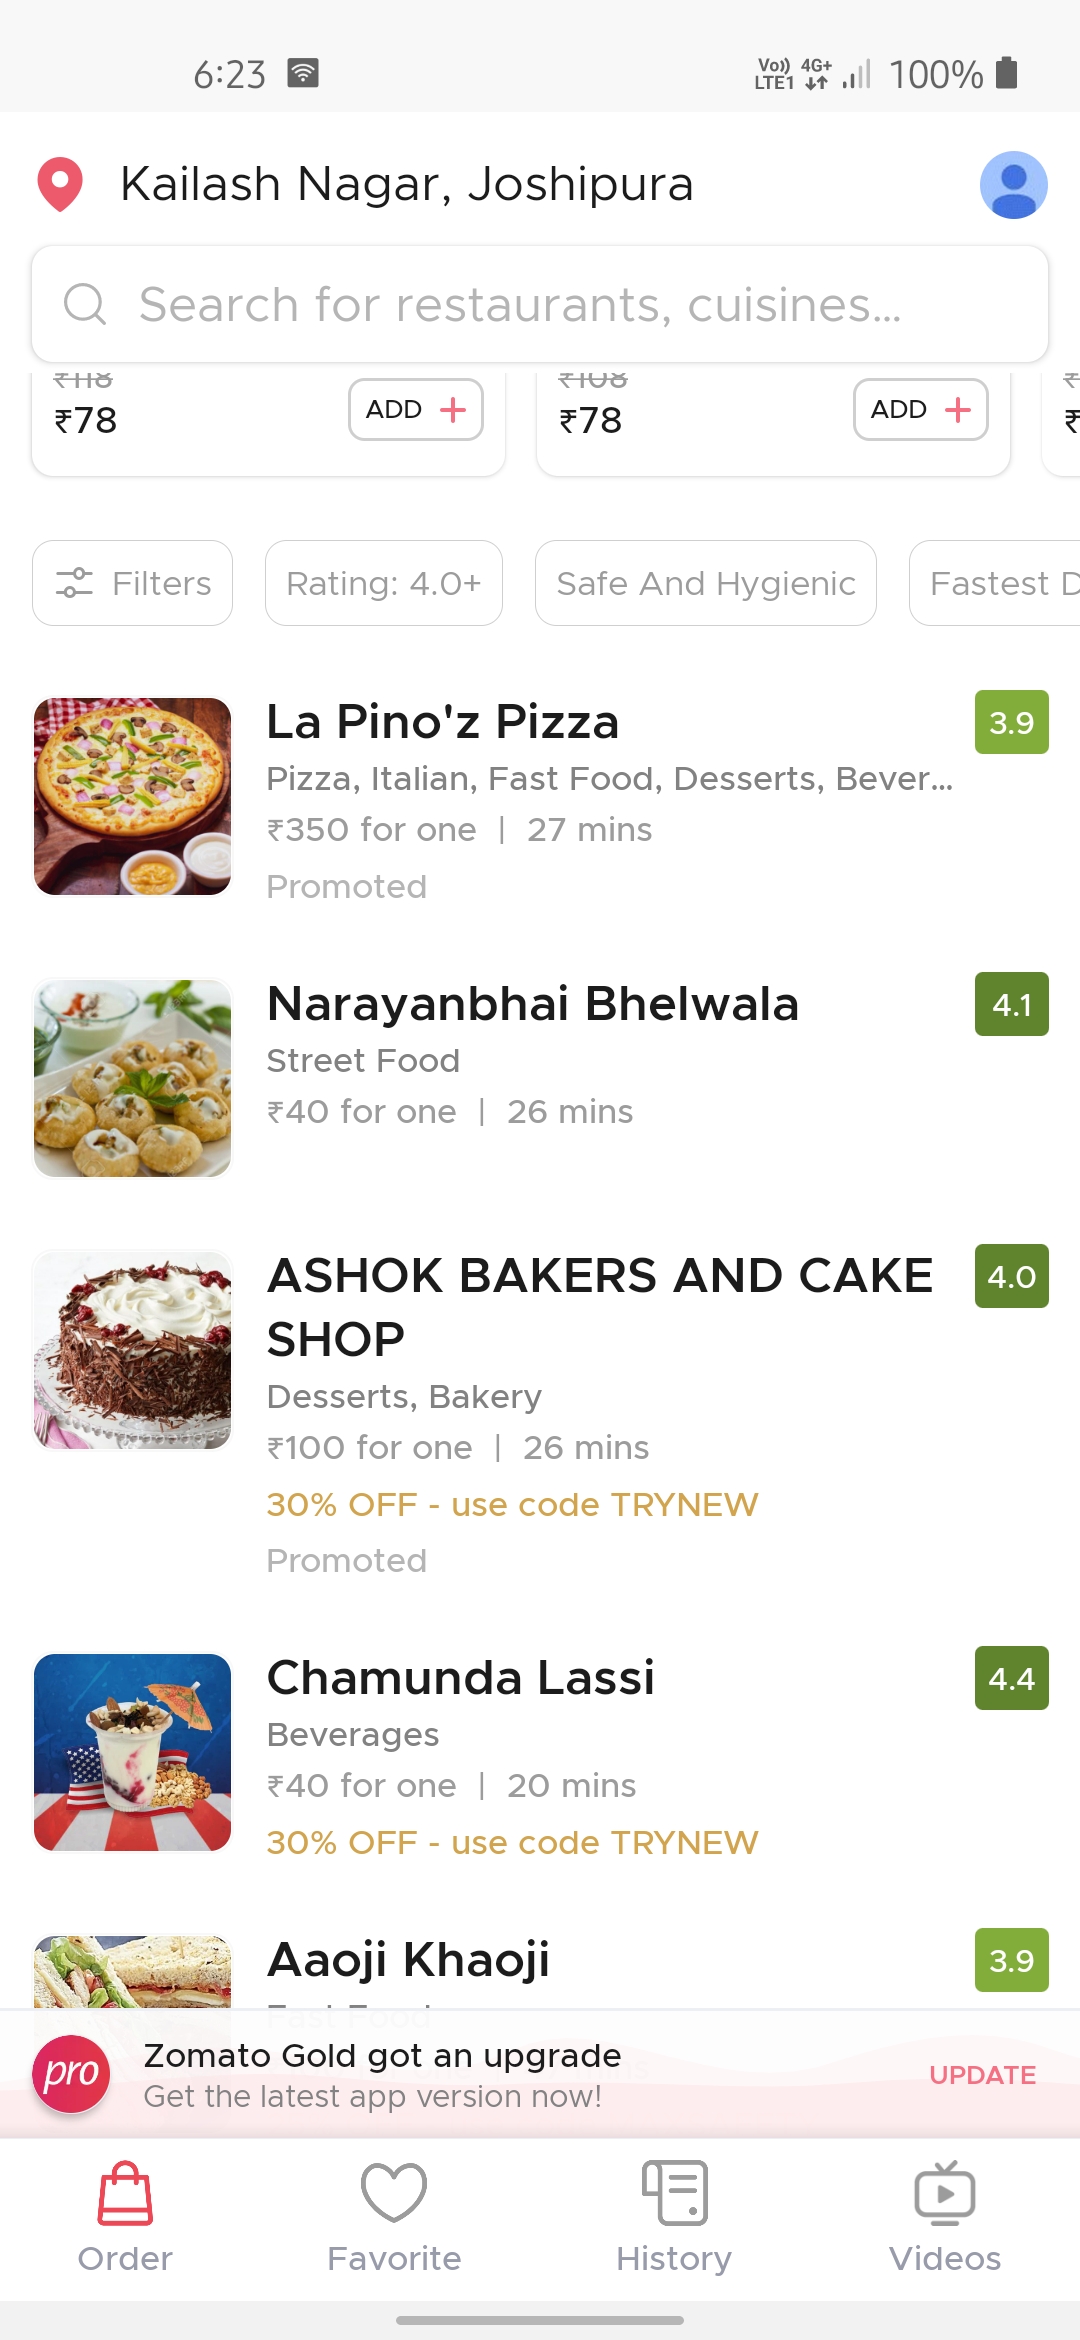 6:23
Vo)) 4G+
LTE1
100%
Kailash Nagar, Joshipura
Search for restaurants, cuisines...
₹118
₹108
₹78
ADD +
₹78
ADD +
Filters
Rating: 4.0+
Safe And Hygienic
Fastest D
La Pino'z Pizza
3.9
Pizza, Italian, Fast Food, Desserts, Bever...
₹350 for one | 27 mins
Promoted
Narayanbhai Bhelwala
4.1
Street Food
₹40 for one | 26 mins
ASHOK BAKERS AND CAKE
SHOP
4.0
Desserts, Bakery
₹100 for one | 26 mins
30% OFF - use code TRYNEW
Promoted
Chamunda Lassi
4.4
Beverages
₹40 for one | 20 mins
30% OFF - use code TRYNEW
Aaoji Khaoji
3.9
Fast Food
pro
Zomato Gold got an upgrade
Get the latest app version now!
UPDATE
Order
Favorite
History
Videos